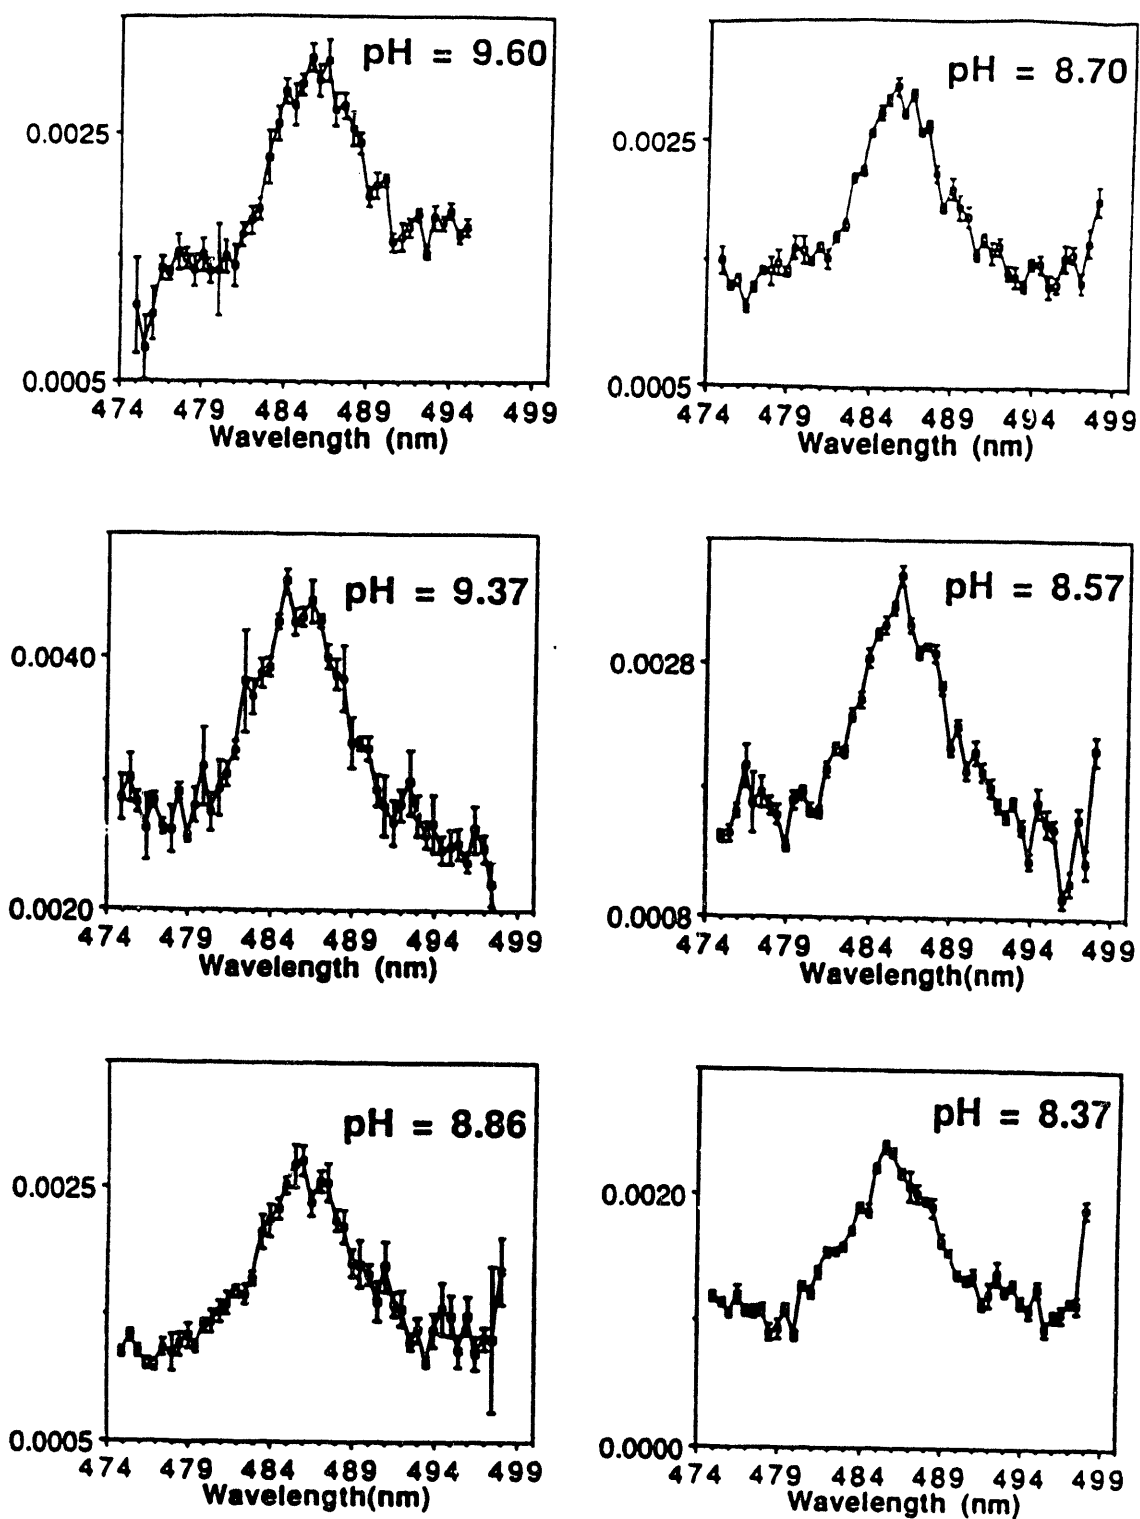 pH = 9.60
0.0025
0.0005
474 479 484 489 494 499
Wavelength (nm)
pH = 8.70
0.0025
0.0005
474 479 484 489 494 499
Wavelength (nm)
pH = 9.37
0.0040
0.0020
474 479 484 489 494 499
Wavelength (nm)
pH = 8.57
0.0028
0.0008
474 479 484 489 494 499
Wavelength(nm)
pH = 8.86
0.0025
0.0005
474 479 484 489 494 499
Wavelength(nm)
pH = 8.37
0.0020
0.0000
474 479 484 489 494 499
Wavelength (nm)